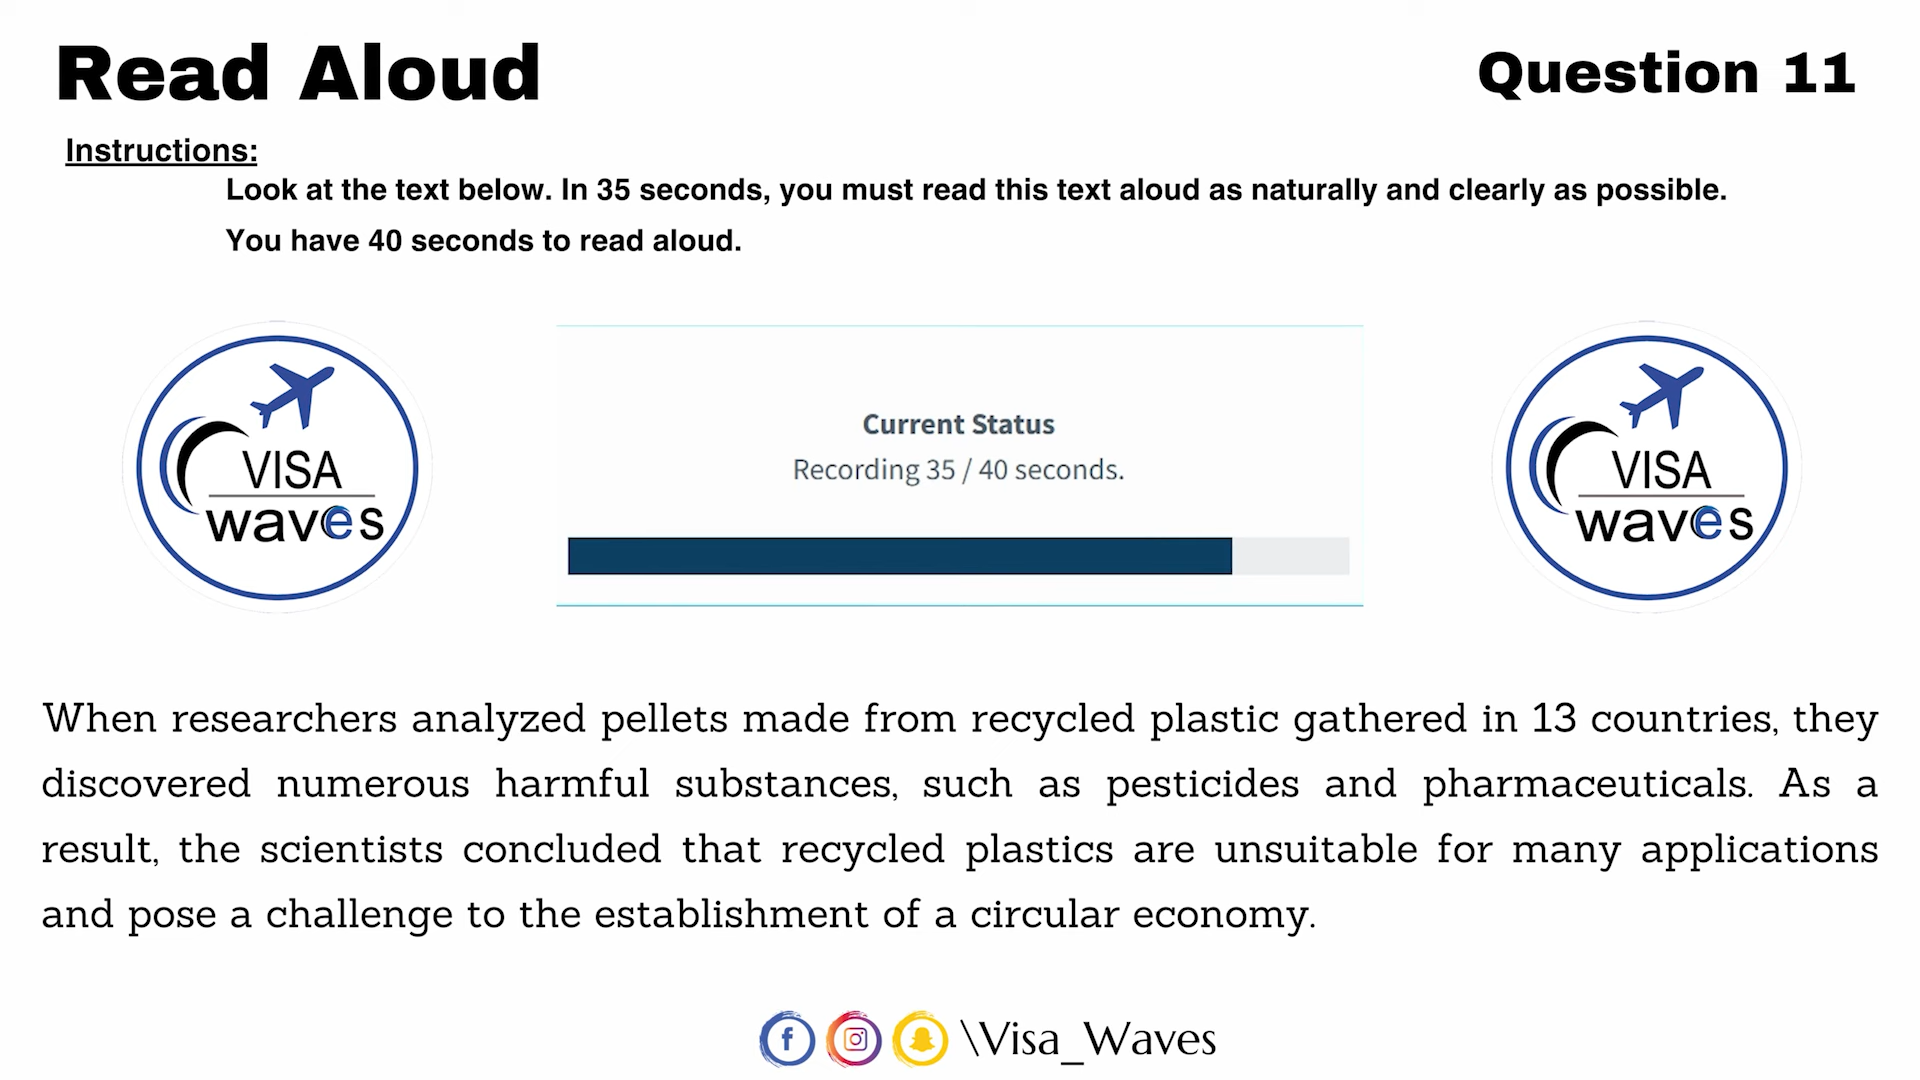 Read Aloud
Question 11
Instructions:
Look at the text below. In 35 seconds, you must read this text aloud as naturally and clearly as possible.
You have 40 seconds to read aloud.
VISA
waves
Current Status
Recording 35 / 40 seconds.
VISA
waves
When researchers analyzed pellets made from recycled plastic gathered in 13 countries, they
discovered numerous harmful substances, such as pesticides and pharmaceuticals. As a
result, the scientists concluded that recycled plastics are unsuitable for many applications
and pose a challenge to the establishment of a circular economy.
\Visa_Waves